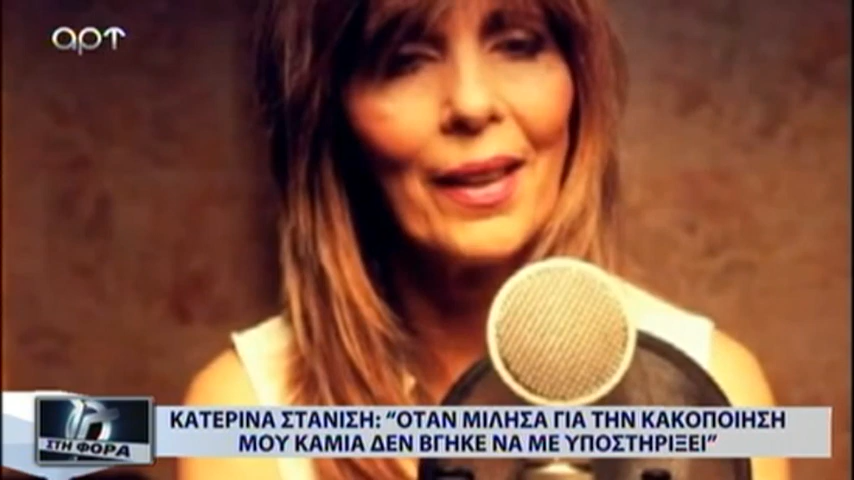 αρτ
ΚΑΤΕΡΙΝΑ ΣΤΑΝΙΣΗ: “ΟΤΑΝ ΜΙΛΗΣΑ ΓΙΑ ΤΗΝ ΚΑΚΟΠΟΙΗΣΗ
ΜΟΥ ΚΑΜΙΑ ΔΕΝ ΒΓΗΚΕ ΝΑ ΜΕ ΥΠΟΣΤΗΡΙΞΕΙ”
ΣΤΗ ΦΟΡΑ